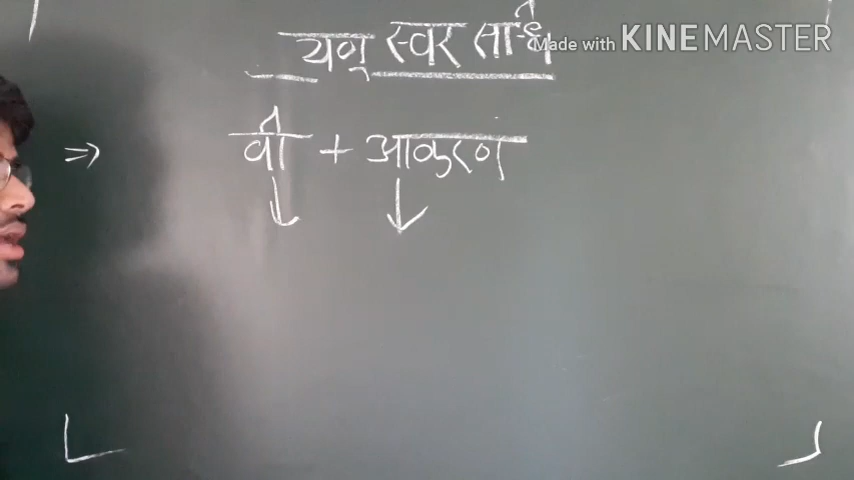 यण् स्वर सन्धि
Made with KINEMASTER
⇒ वि + आकरण
↓ ↓